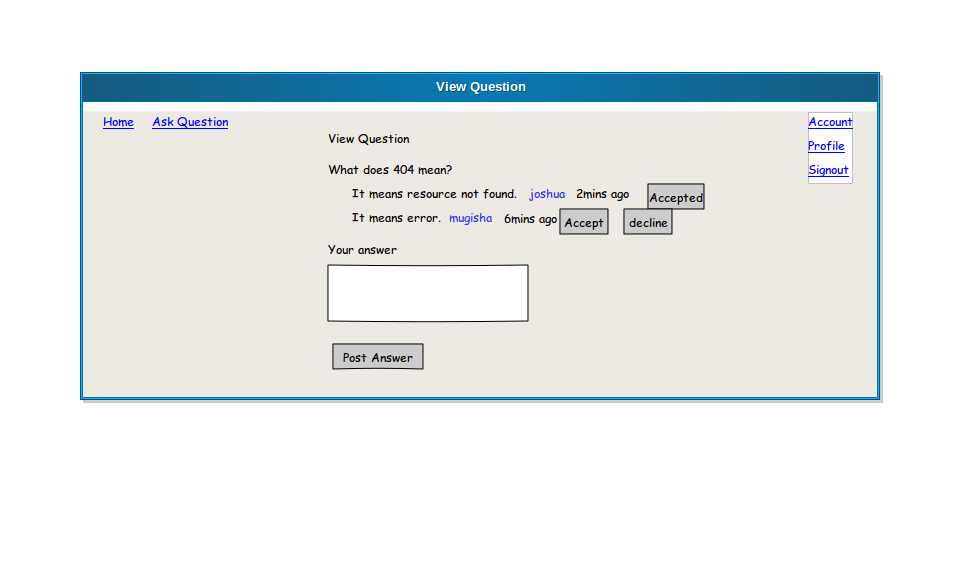 View Question
Home Ask Question
Account
Profile
Signout
View Question
What does 404 mean?
It means resource not found. joshua 2mins ago Accepted
It means error. mugisha 6mins ago Accept decline
Your answer
Post Answer